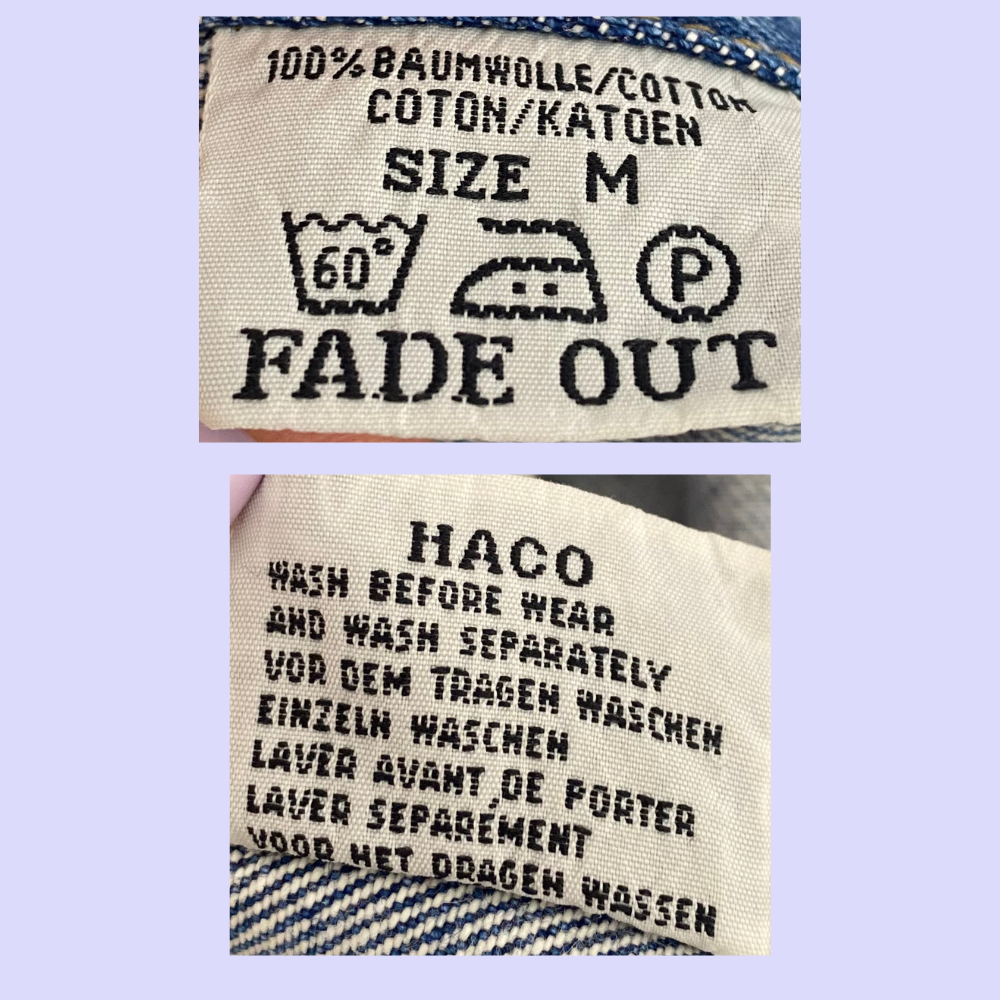 100% BAUMWOLLE/COTTON
COTON/KATOEN
SIZE M
60°
P
FADE OUT
HACO
WASH BEFORE WEAR
AND WASH SEPARATELY
VOR DEM TRAGEN WASCHEN
EINZELN WASCHEN
LAVER AVANT,DE PORTER
LAVER SEPARÉMENT
VOOR HET DRAGEN WASSEN